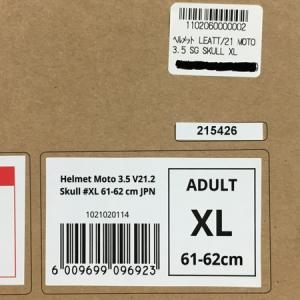 1102060000002
ヘルメット LEATT/21 MOTO
3.5 SG SKULL XL
215426
Helmet Moto 3.5 V21.2
Skull #XL 61-62 cm JPN
1021020114
6 009699 096923
ADULT
XL
61-62cm